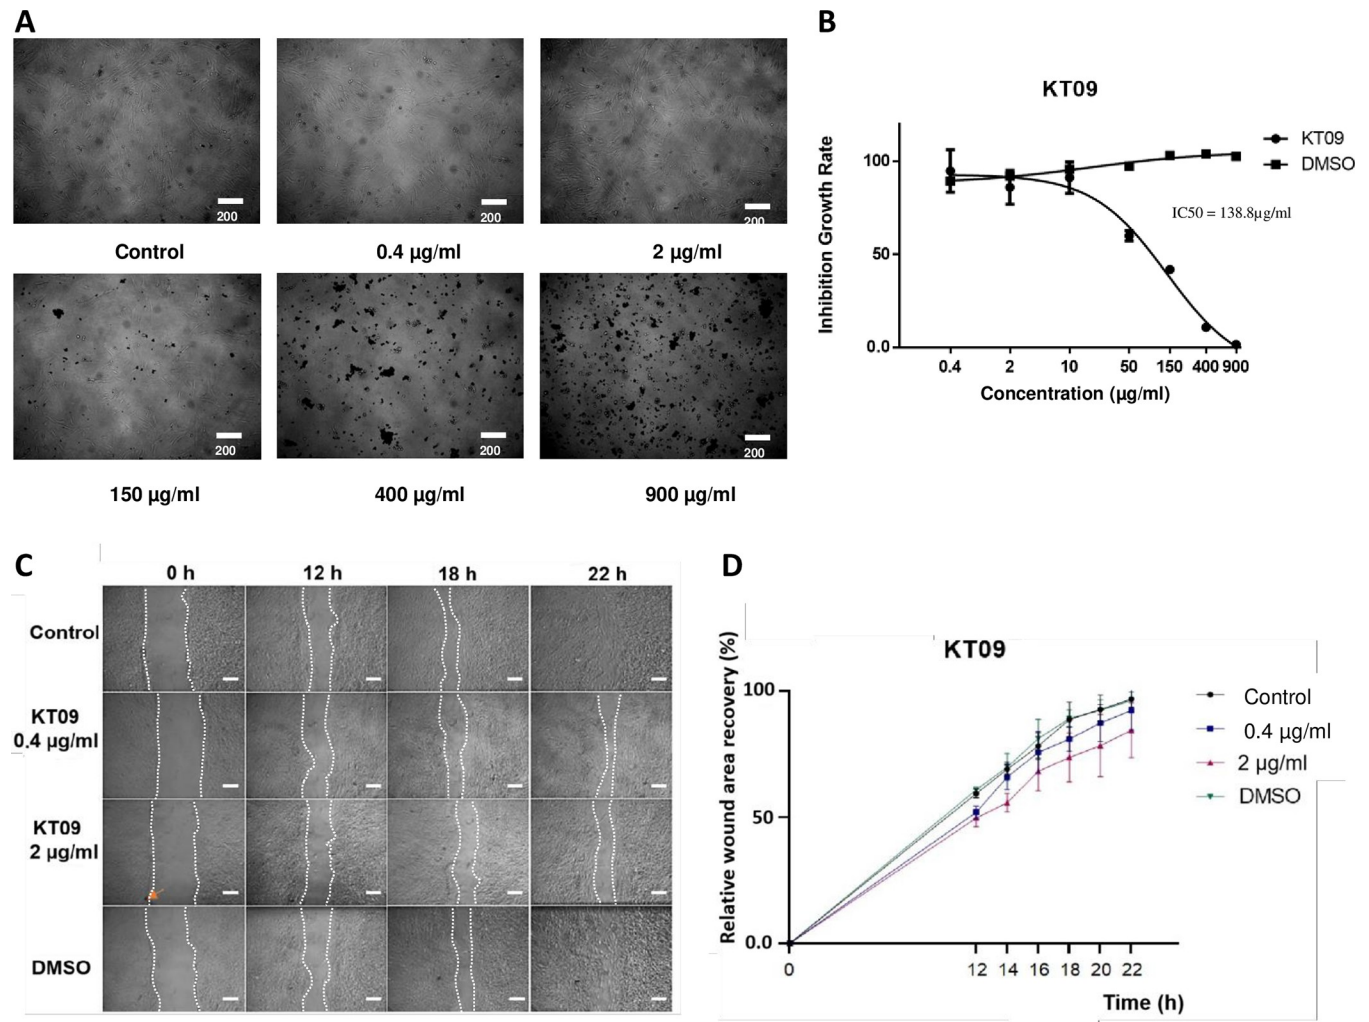 A
200
200
200
Control
0.4 µg/ml
2 µg/ml
200
200
200
150 µg/ml
400 µg/ml
900 µg/ml
B
KT09
Inhibition Growth Rate
100
50
0.0
KT09
DMSO
IC50 = 138.8µg/ml
0.4 2 10 50 150 400 900
Concentration (µg/ml)
C
0 h 12 h 18 h 22 h
Control
KT09
0.4 µg/ml
KT09
2 µg/ml
DMSO
D
KT09
Relative wound area recovery (%)
100
50
0.0
Control
0.4 µg/ml
2 µg/ml
DMSO
0 12 14 16 18 20 22
Time (h)